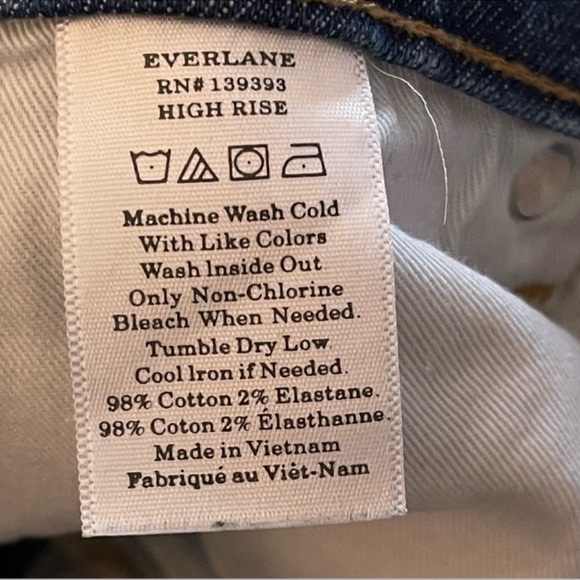 EVERLANE
RN# 139393
HIGH RISE
Machine Wash Cold
With Like Colors
Wash Inside Out
Only Non-Chlorine
Bleach When Needed.
Tumble Dry Low.
Cool Iron if Needed.
98% Cotton 2% Elastane.
98% Coton 2% Élasthanne.
Made in Vietnam
Fabriqué au Viêt-Nam